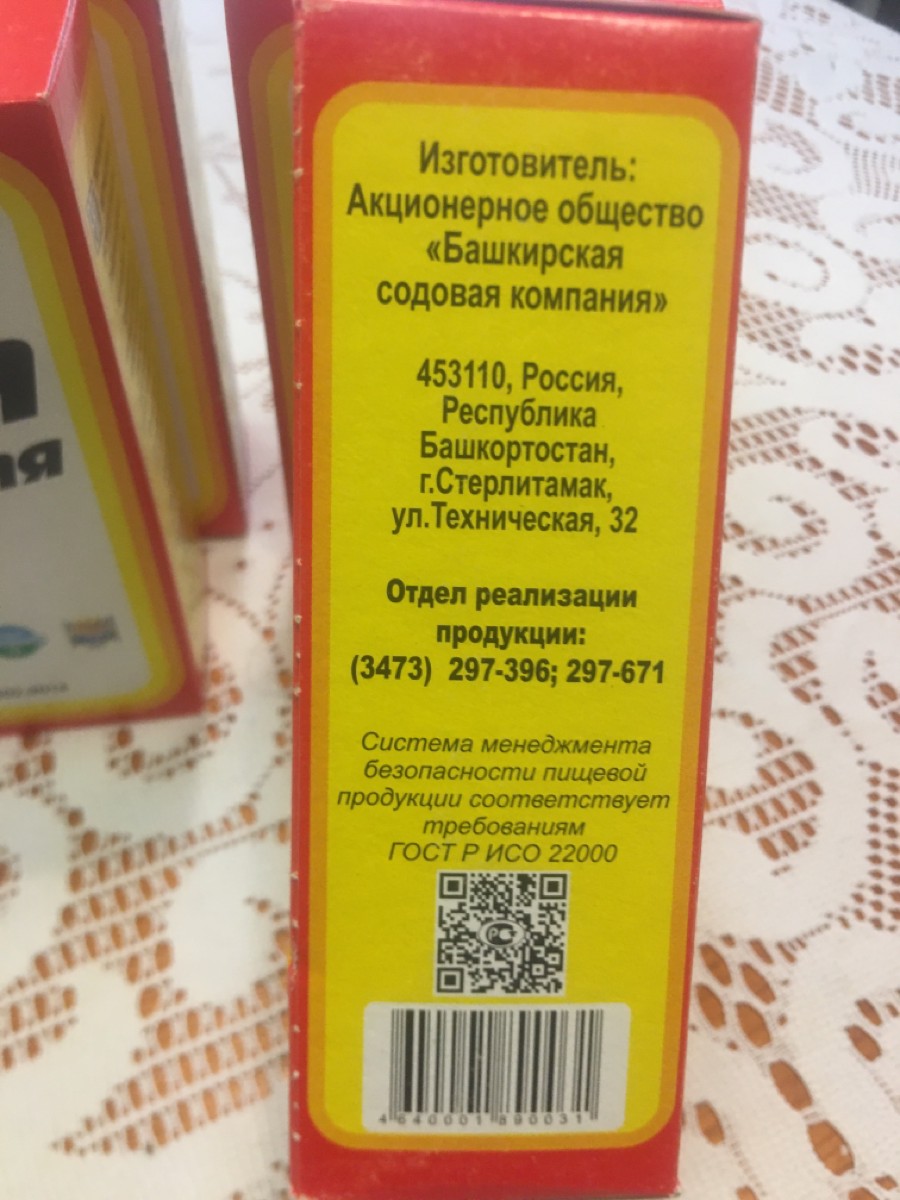 Изготовитель:
Акционерное общество
«Башкирская
содовая компания»
453110, Россия,
Республика
Башкортостан,
г.Стерлитамак,
ул.Техническая, 32
Отдел реализации
продукции:
(3473) 297-396; 297-671
Система менеджмента
безопасности пищевой
продукции соответствует
требованиям
ГОСТ Р ИСО 22000
4 640001 890031